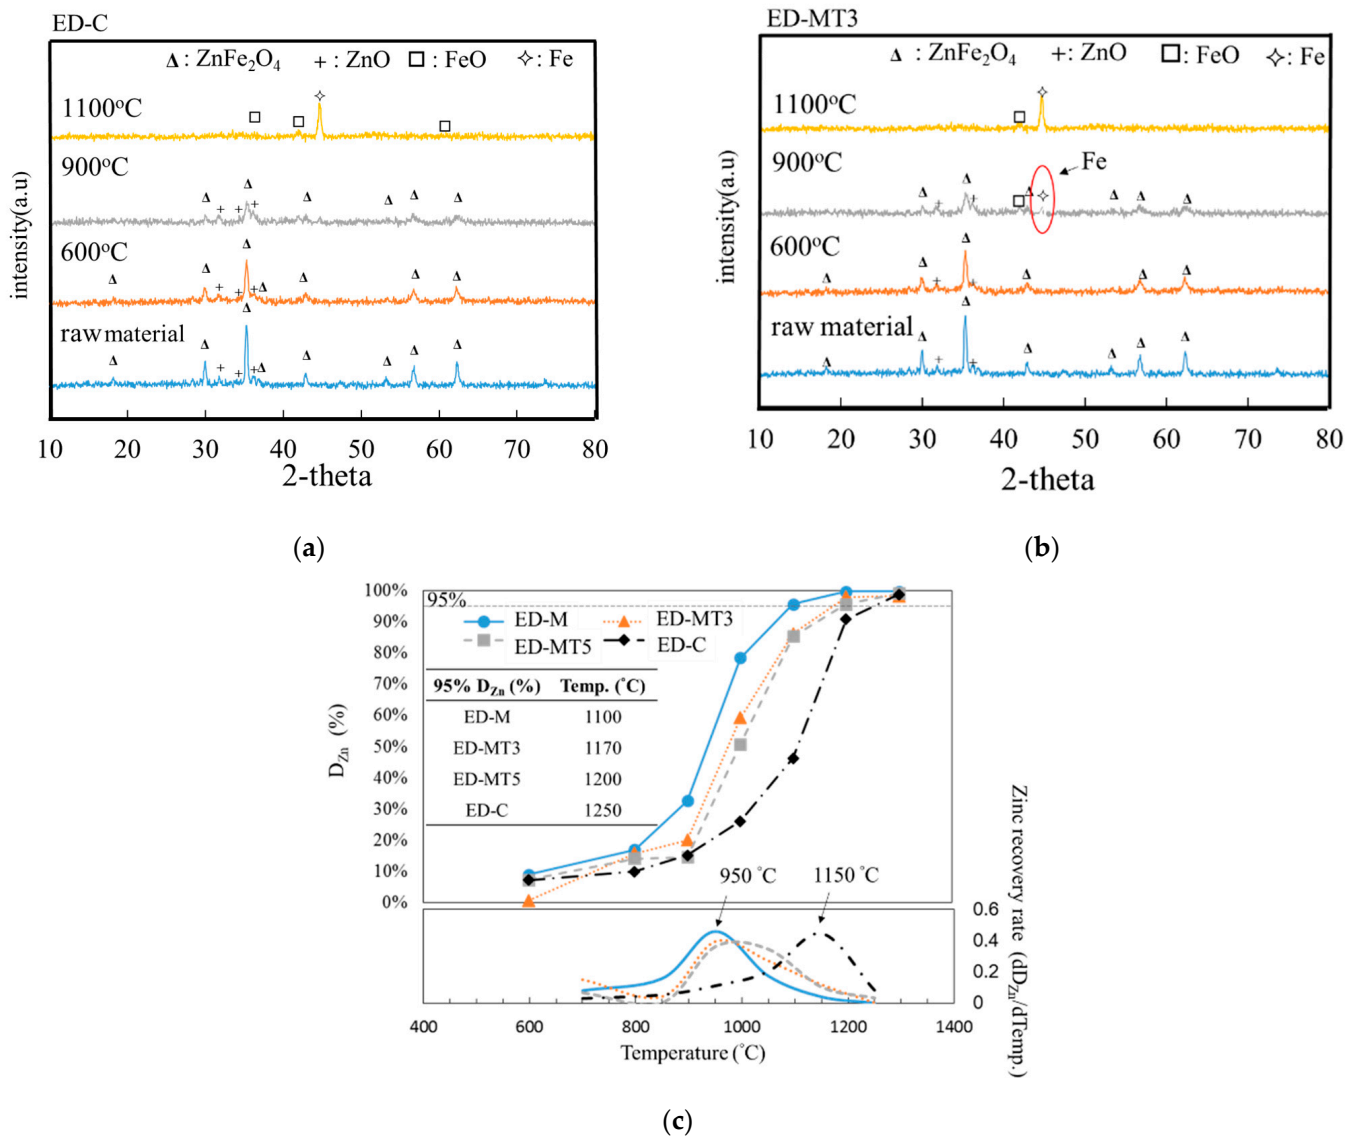 ED-C
Δ : ZnFe₂O₄ + : ZnO □ : FeO ✧: Fe
1100°C
900°C
600°C
raw material
intensity(a.u)
10 20 30 40 50 60 70 80
2-theta
(a)
ED-MT3
Δ : ZnFe₂O₄ +: ZnO □: FeO ✧: Fe
1100°C
900°C
Fe
600°C
raw material
intensity(a.u)
10 20 30 40 50 60 70 80
2-theta
(b)
100%
90%
80%
70%
60%
50%
40%
30%
20%
10%
0%
D_Zn (%)
95%
ED-M ED-MT3
ED-MT5 ED-C
95% D_Zn (%) Temp. (°C)
ED-M 1100
ED-MT3 1170
ED-MT5 1200
ED-C 1250
950 °C 1150 °C
0.6
0.4
0.2
0
Zinc recovery rate (dD_Zn/dTemp.)
400 600 800 1000 1200 1400
Temperature (°C)
(c)